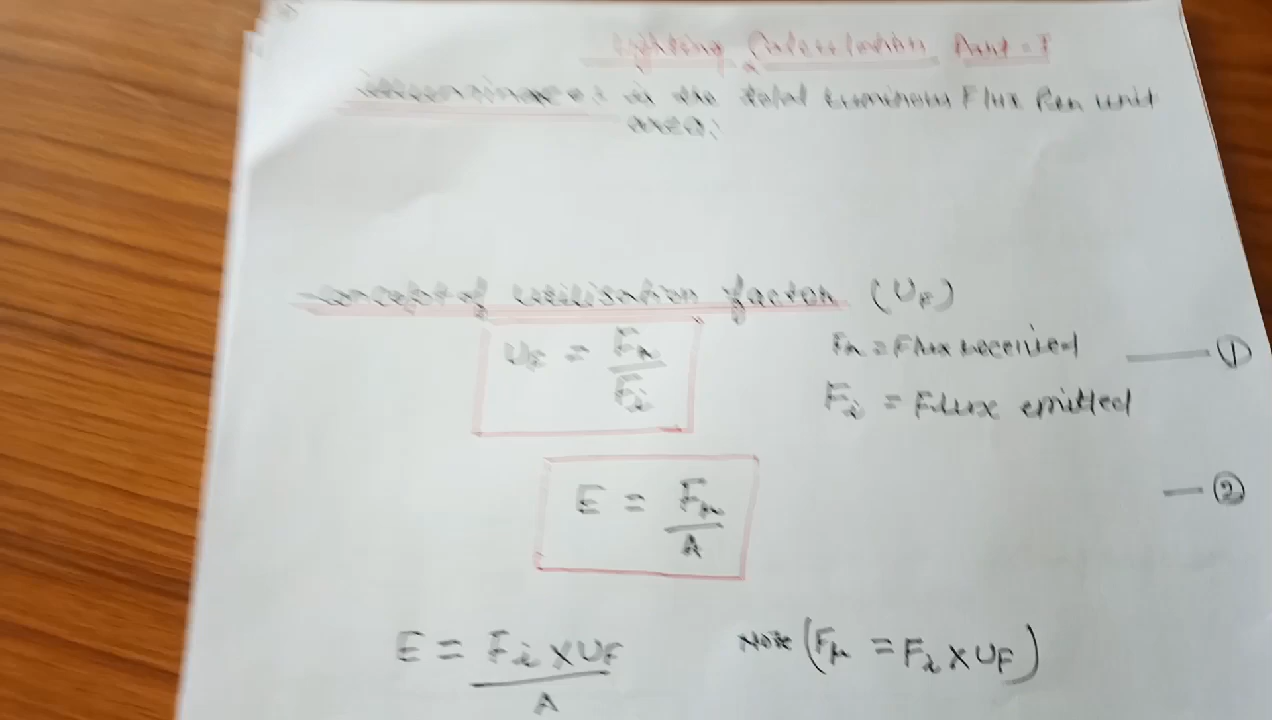 Lighting Calculation Part-I
illuminance: is the total luminous Flux Per unit
area:
concept of utilisation factor (UF)
UF = Fr / Fi
Fr = Flux received —— ①
Fi = Flux emitted
E = Fr / A — ②
E = Fi × UF / A Note (Fr = Fi × UF)